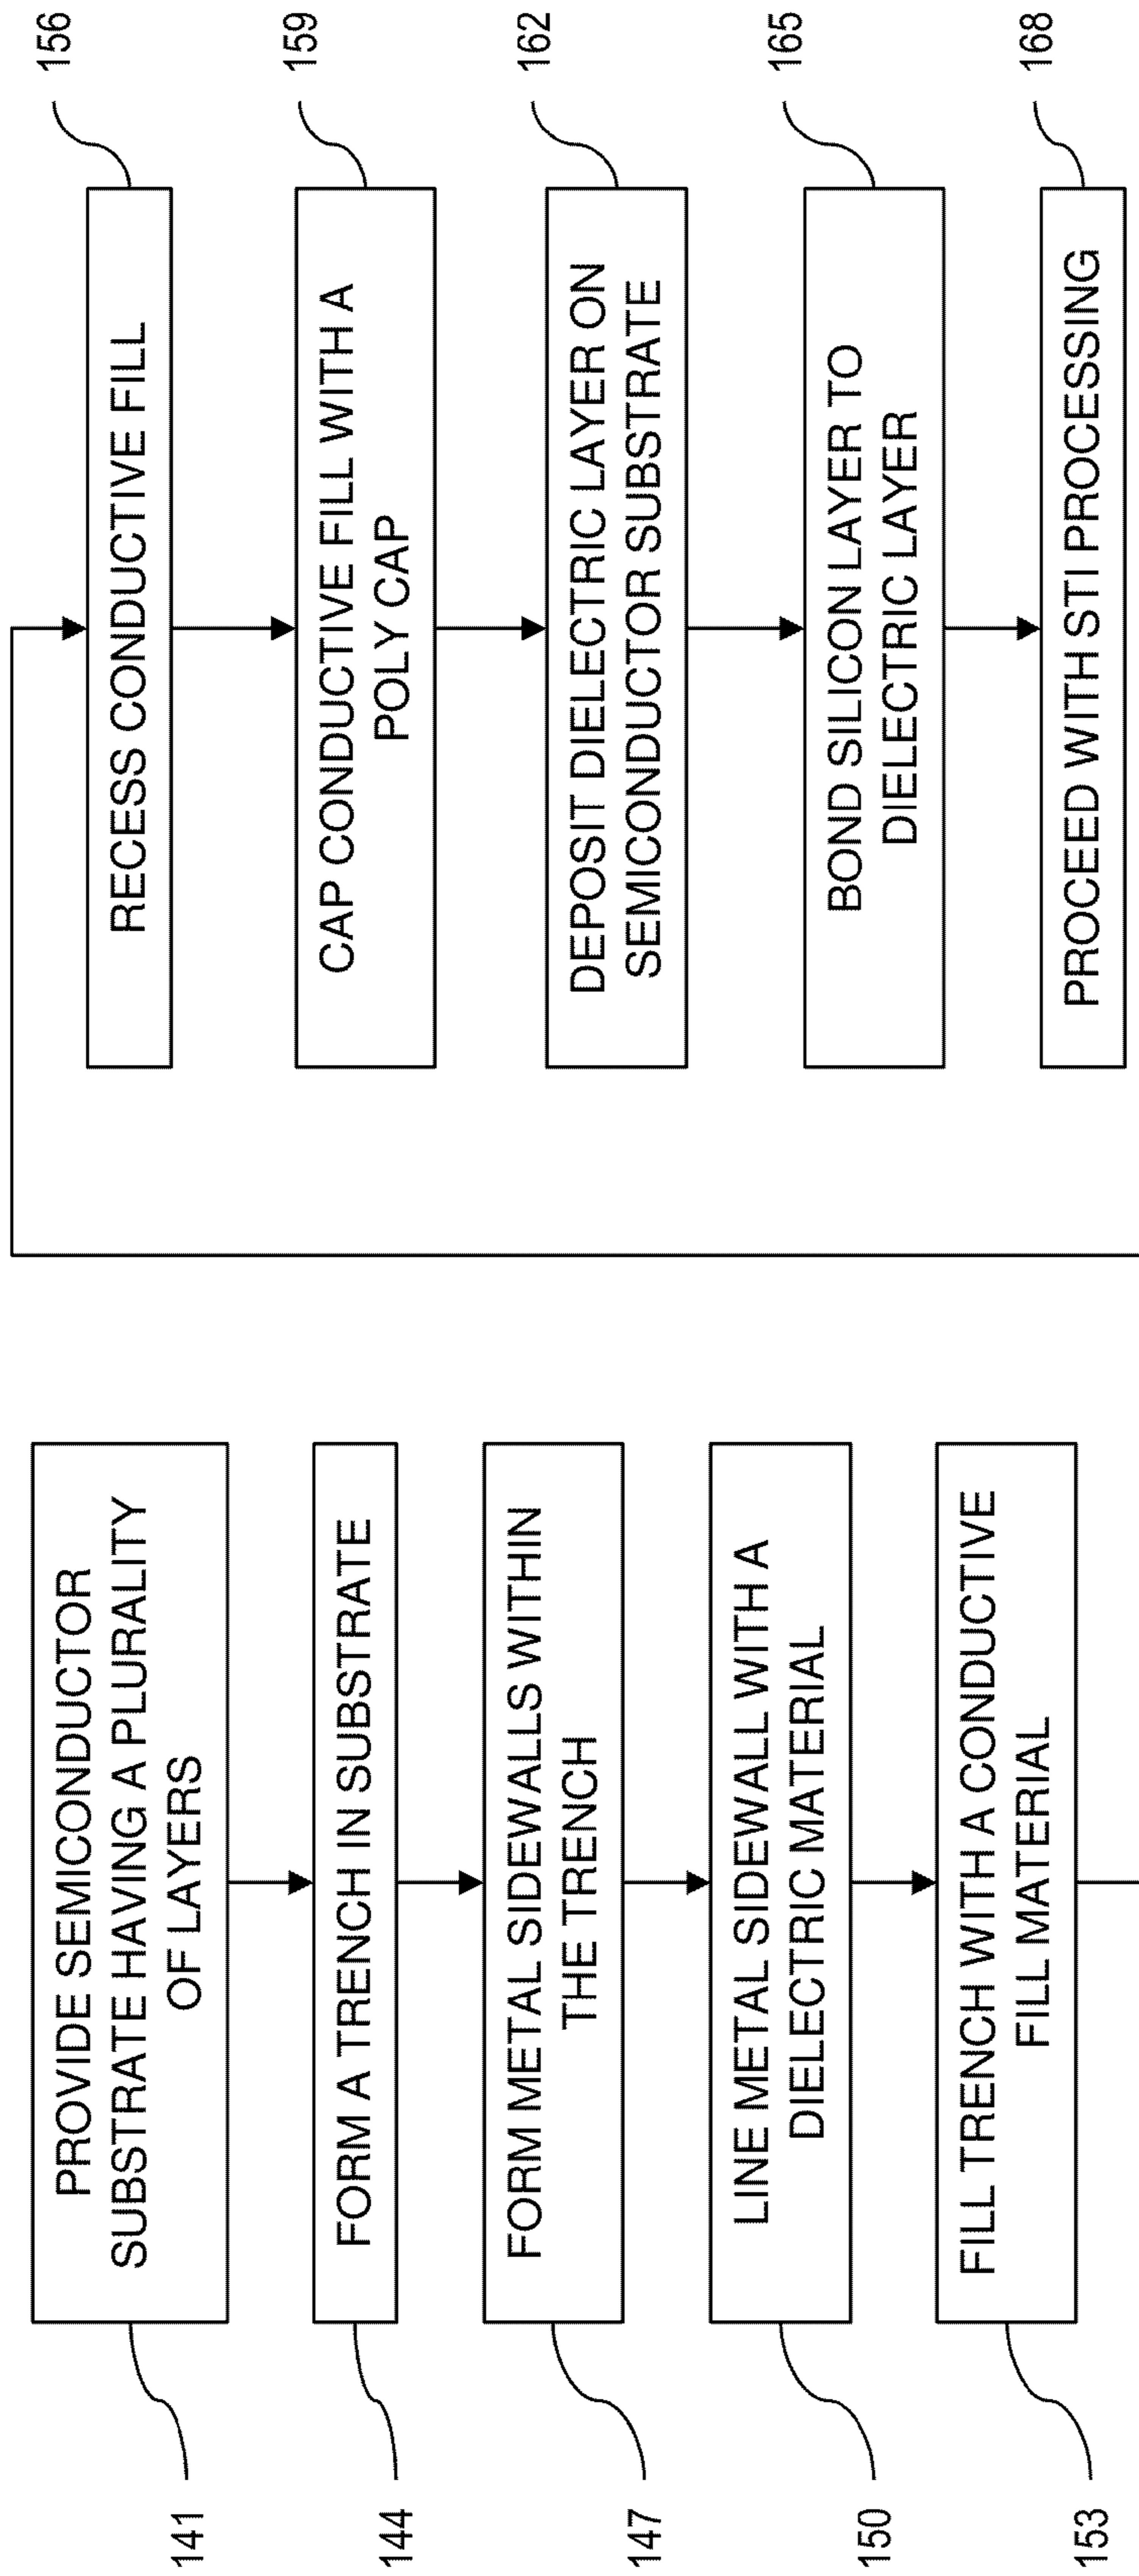 141
PROVIDE SEMICONDUCTOR
SUBSTRATE HAVING A PLURALITY
OF LAYERS
144
FORM A TRENCH IN SUBSTRATE
147
FORM METAL SIDEWALLS WITHIN
THE TRENCH
150
LINE METAL SIDEWALL WITH A
DIELECTRIC MATERIAL
153
FILL TRENCH WITH A CONDUCTIVE
FILL MATERIAL
156
RECESS CONDUCTIVE FILL
159
CAP CONDUCTIVE FILL WITH A
POLY CAP
162
DEPOSIT DIELECTRIC LAYER ON
SEMICONDUCTOR SUBSTRATE
165
BOND SILICON LAYER TO
DIELECTRIC LAYER
168
PROCEED WITH STI PROCESSING